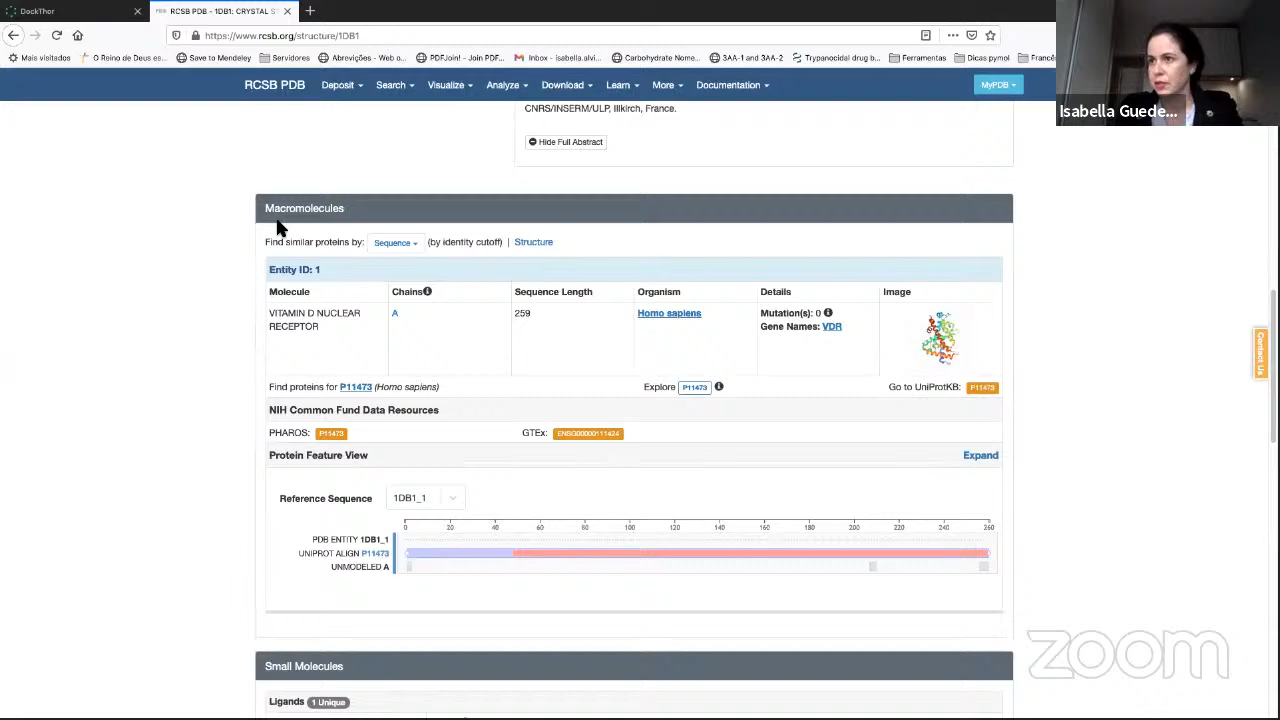 DockThor
RCSB PDB - 1DB1: CRYSTAL S
https://www.rcsb.org/structure/1DB1
Mais visitados
O Reino de Deus es...
Save to Mendeley
Servidores
Abrevições - Web o...
PDFJoin! - Join PDF...
Inbox - isabella.alvi...
Carbohydrate Nome...
3AA-1 and 3AA-2
Trypanocidal drug b...
Ferramentas
Dicas pymol
Francê
RCSB PDB Deposit Search Visualize Analyze Download Learn More Documentation MyPDB
Isabella Guede...
CNRS/INSERM/ULP, Illkirch, France.
Hide Full Abstract
Macromolecules
Find similar proteins by: Sequence (by identity cutoff) | Structure
Entity ID: 1
Molecule Chains Sequence Length Organism Details Image
VITAMIN D NUCLEAR A 259 Homo sapiens Mutation(s): 0
RECEPTOR Gene Names: VDR
Contact Us
Find proteins for P11473 (Homo sapiens) Explore P11473 Go to UniProtKB: P11473
NIH Common Fund Data Resources
PHAROS: P11473 GTEx: ENSG00000111424
Protein Feature View Expand
Reference Sequence 1DB1_1
0 20 40 60 80 100 120 140 160 180 200 220 240 260
PDB ENTITY 1DB1_1
UNIPROT ALIGN P11473
UNMODELED A
zoom
Small Molecules
Ligands 1 Unique